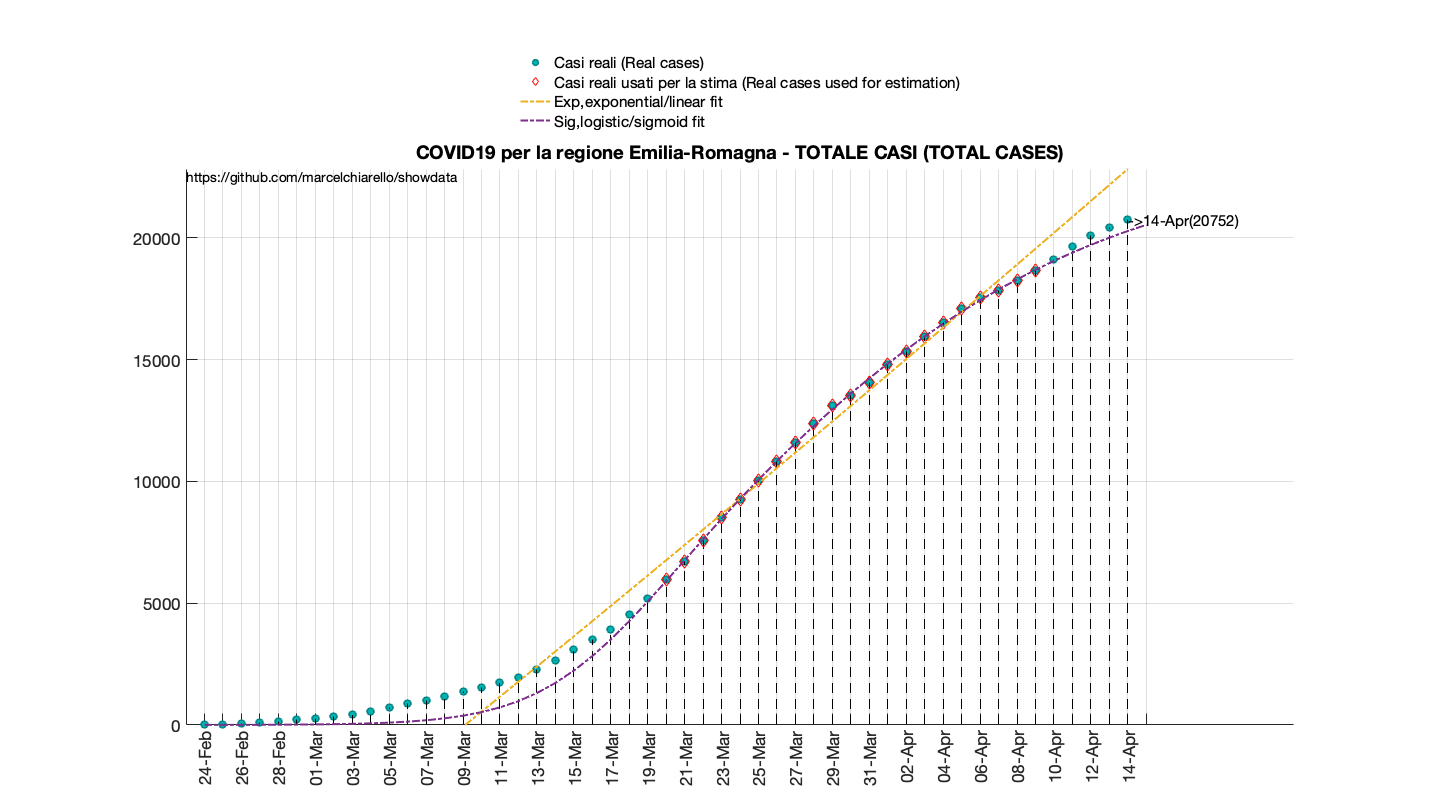 Casi reali (Real cases)
Casi reali usati per la stima (Real cases used for estimation)
Exp,exponential/linear fit
Sig,logistic/sigmoid fit
COVID19 per la regione Emilia-Romagna - TOTALE CASI (TOTAL CASES)
https://github.com/marcelchiarello/showdata
-->14-Apr(20752)
20000
15000
10000
5000
0
24-Feb
26-Feb
28-Feb
01-Mar
03-Mar
05-Mar
07-Mar
09-Mar
11-Mar
13-Mar
15-Mar
17-Mar
19-Mar
21-Mar
23-Mar
25-Mar
27-Mar
29-Mar
31-Mar
02-Apr
04-Apr
06-Apr
08-Apr
10-Apr
12-Apr
14-Apr